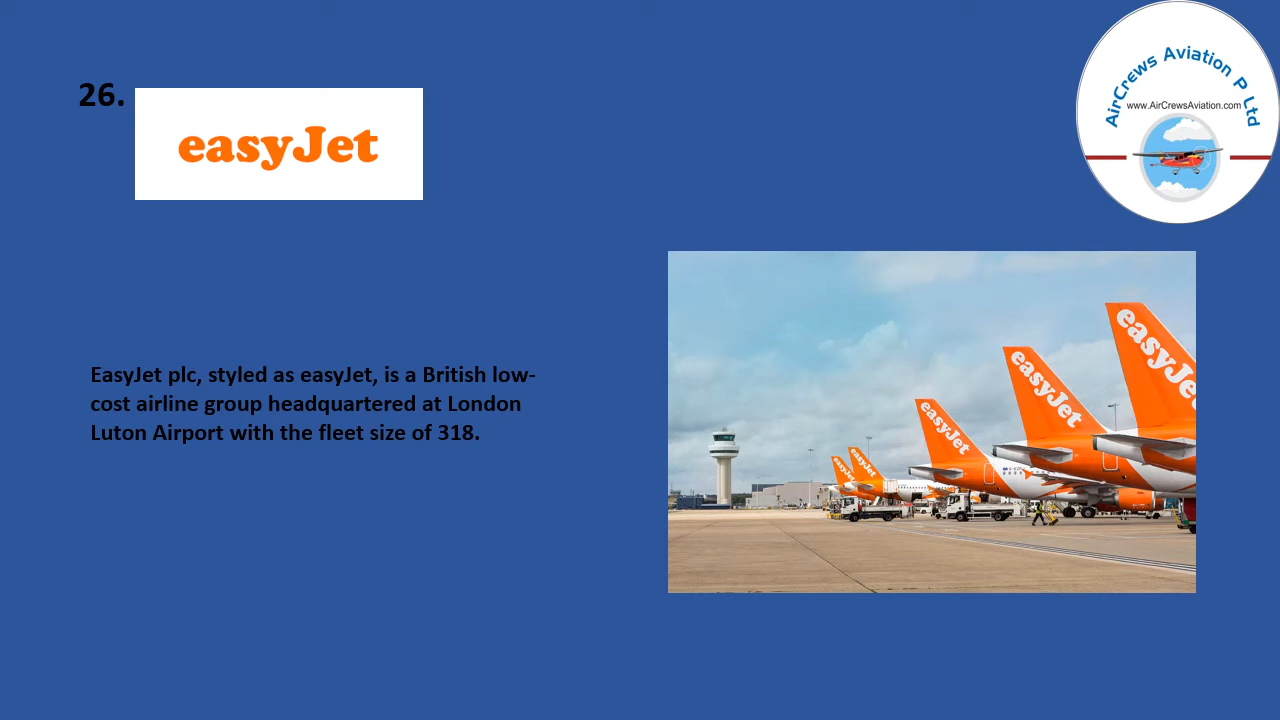 26.
easyJet
AirCrews Aviation P Ltd
www.AirCrewsAviation.com
EasyJet plc, styled as easyJet, is a British low-
cost airline group headquartered at London
Luton Airport with the fleet size of 318.
easyJet
easyJet
easyJet
easyJet
easyJet